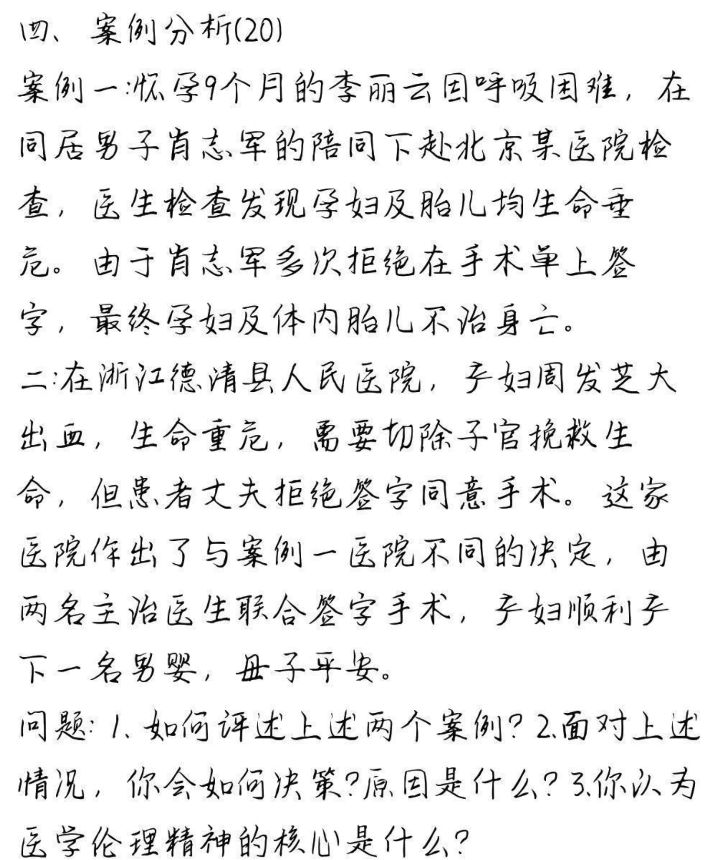 四、案例分析(20)
案例一:怀孕9个月的李丽云因呼吸困难，在
同居男子肖志军的陪同下赴北京某医院检
查，医生检查发现孕妇及胎儿均生命垂
危。由于肖志军多次拒绝在手术单上签
字，最终孕妇及体内胎儿不治身亡。
二:在浙江德清县人民医院，产妇周发芝大
出血，生命重危，需要切除子宫挽救生
命，但患者丈夫拒绝签字同意手术。这家
医院作出了与案例一医院不同的决定，由
两名主治医生联合签字手术，产妇顺利产
下一名男婴，母子平安。
问题: 1. 如何评述上述两个案例? 2.面对上述
情况，你会如何决策?原因是什么? 3.你认为
医学伦理精神的核心是什么?